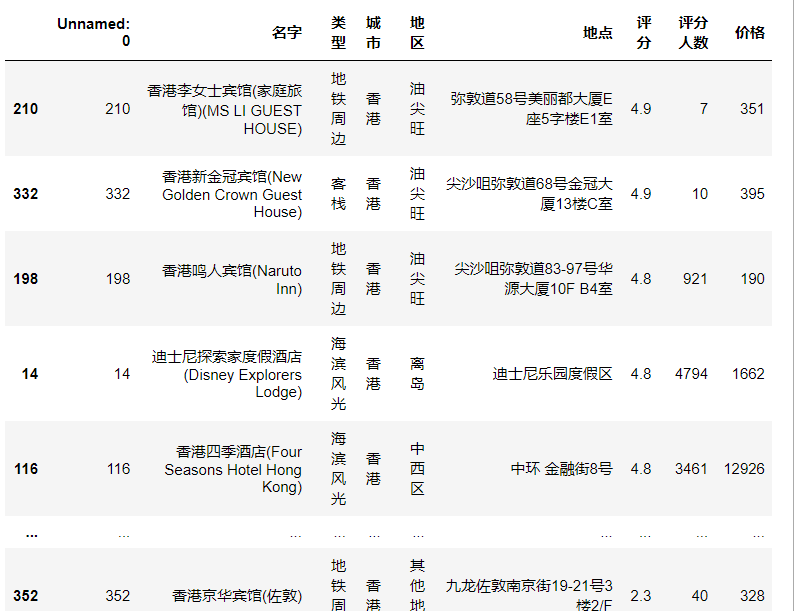 Unnamed: 0 名字 类型 城市 地区 地点 评分 评分人数 价格
210 210 香港李女士宾馆(家庭旅馆)(MS LI GUEST HOUSE) 地铁周边 香港 油尖旺 弥敦道58号美丽都大厦E座5字楼E1室 4.9 7 351
332 332 香港新金冠宾馆(New Golden Crown Guest House) 客栈 香港 油尖旺 尖沙咀弥敦道68号金冠大厦13楼C室 4.9 10 395
198 198 香港鸣人宾馆(Naruto Inn) 地铁周边 香港 油尖旺 尖沙咀弥敦道83-97号华源大厦10F B4室 4.8 921 190
14 14 迪士尼探索家度假酒店(Disney Explorers Lodge) 海滨风光 香港 离岛 迪士尼乐园度假区 4.8 4794 1662
116 116 香港四季酒店(Four Seasons Hotel Hong Kong) 海滨风光 香港 中西区 中环 金融街8号 4.8 3461 12926
... ... ... ... ... ... ... ... ... ...
352 352 香港京华宾馆(佐敦) 地铁周 香港 其他地 九龙佐敦南京街19-21号3楼2/F 2.3 40 328